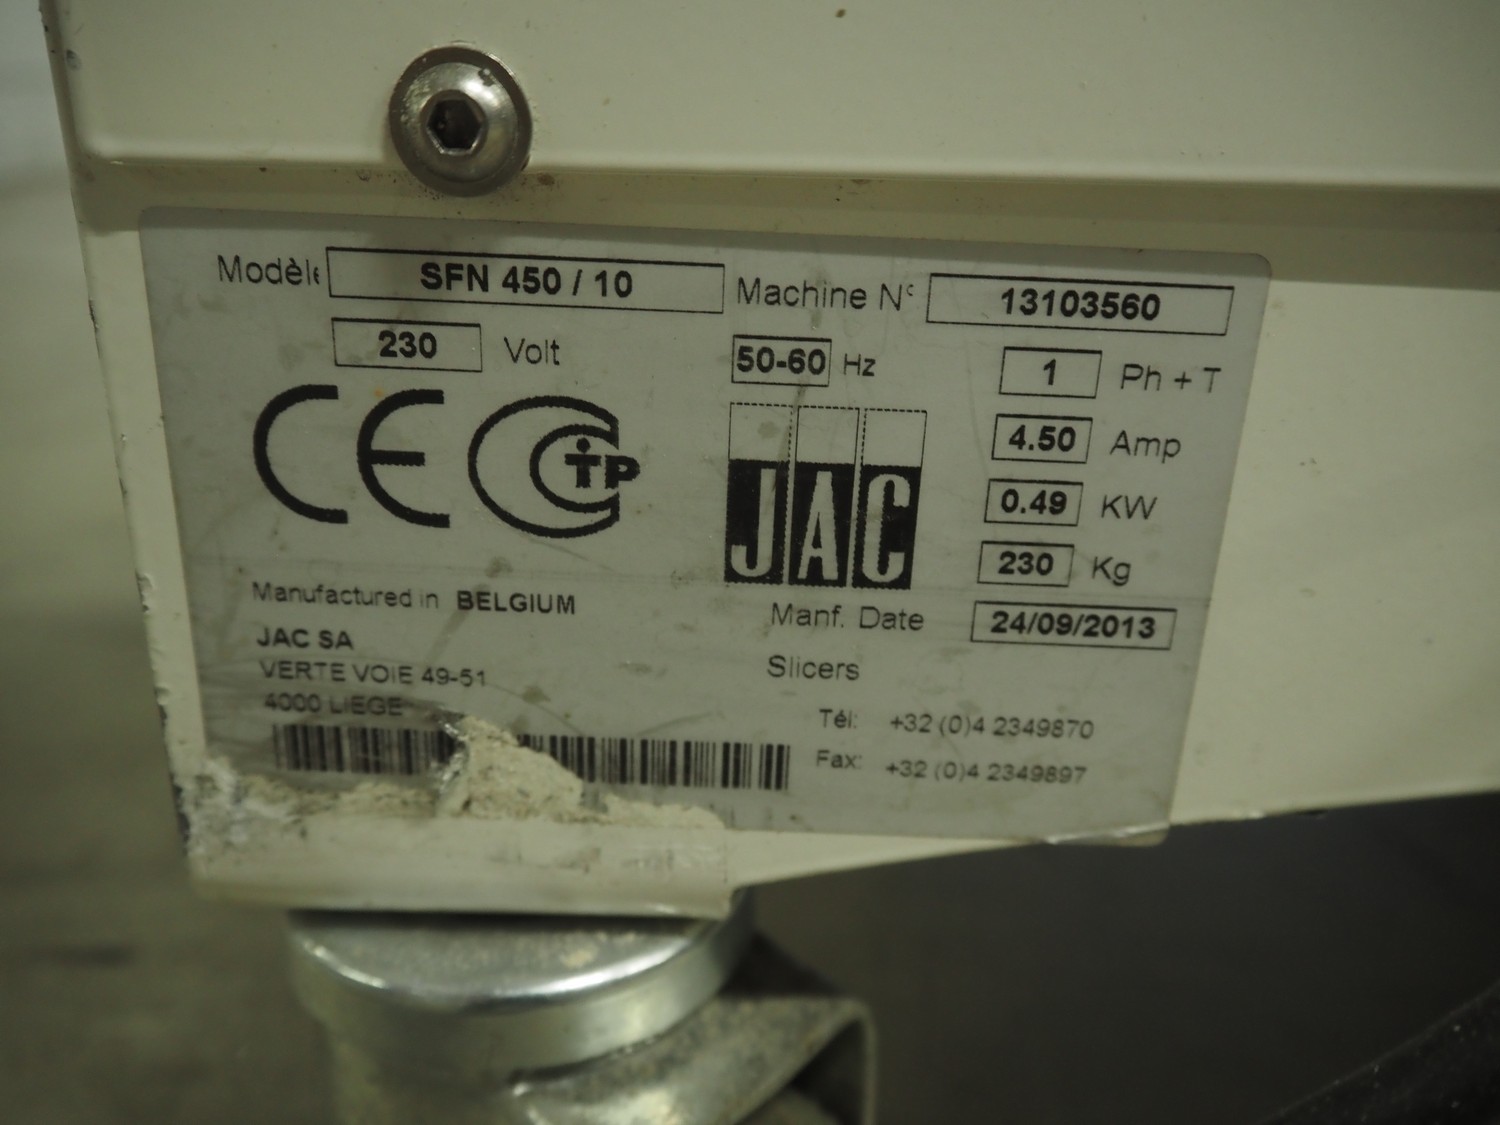 Modèle SFN 450 / 10 Machine N° 13103560
230 Volt 50-60 Hz 1 Ph + T
CE TP JAC
4.50 Amp
0.49 KW
230 Kg
Manufactured in BELGIUM
Manf. Date 24/09/2013
JAC SA
VERTE VOIE 49-51
4000 LIEGE
Slicers
Tél: +32 (0)4 2349870
Fax: +32 (0)4 2349897